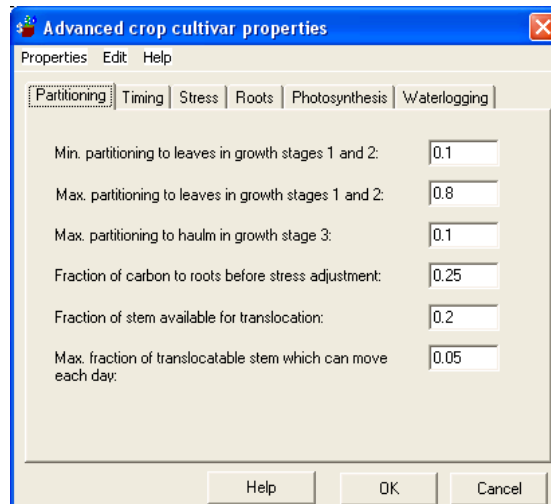 Advanced crop cultivar properties
Properties Edit Help
Partitioning Timing Stress Roots Photosynthesis Waterlogging
Min. partitioning to leaves in growth stages 1 and 2: 0.1
Max. partitioning to leaves in growth stages 1 and 2: 0.8
Max. partitioning to haulm in growth stage 3: 0.1
Fraction of carbon to roots before stress adjustment: 0.25
Fraction of stem available for translocation: 0.2
Max. fraction of translocatable stem which can move 0.05
each day:
Help OK Cancel